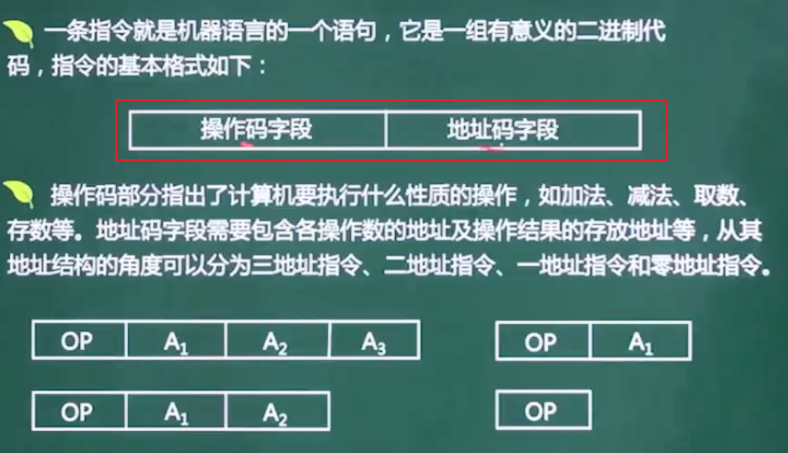 一条指令就是机器语言的一个语句，它是一组有意义的二进制代
码，指令的基本格式如下：
操作码字段 地址码字段
操作码部分指出了计算机要执行什么性质的操作，如加法、减法、取数、
存数等。地址码字段需要包含各操作数的地址及操作结果的存放地址等，从其
地址结构的角度可以分为三地址指令、二地址指令、一地址指令和零地址指令。
OP A₁ A₂ A₃ OP A₁
OP A₁ A₂ OP